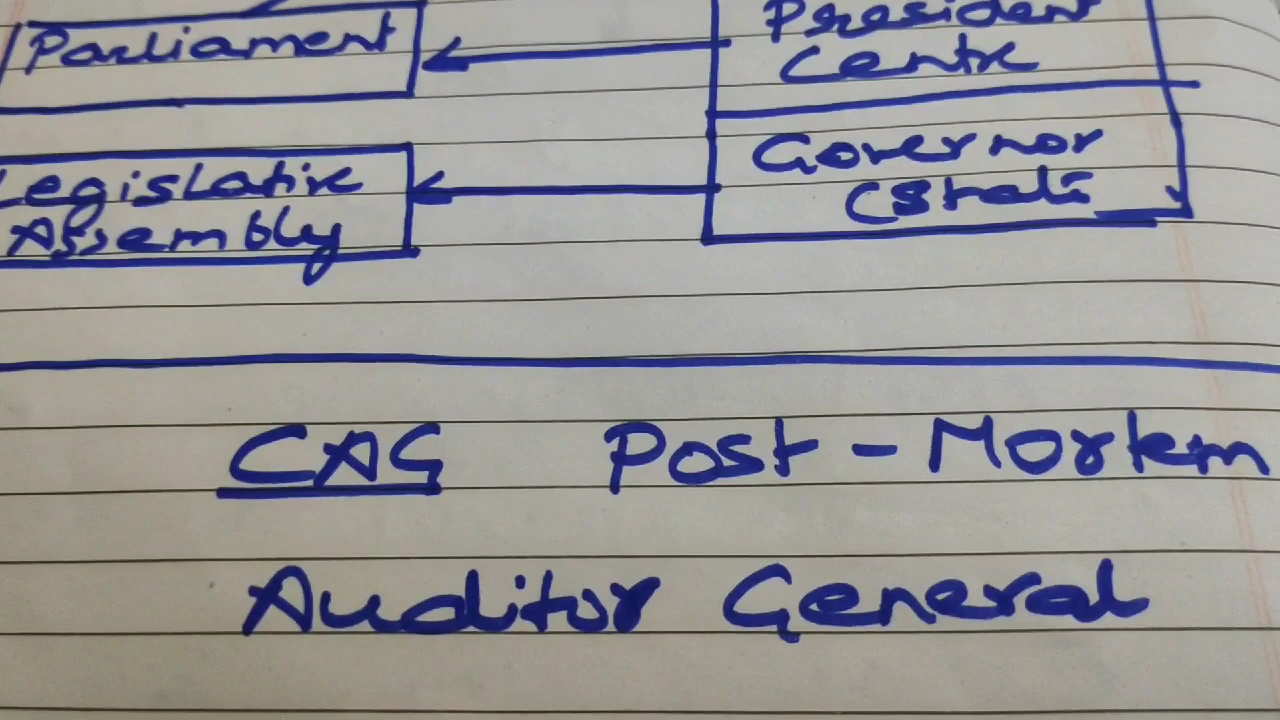 Parliament
President
Centre
Legislative
Assembly
Governor
(State
CAG Post-Mortem
Auditor General